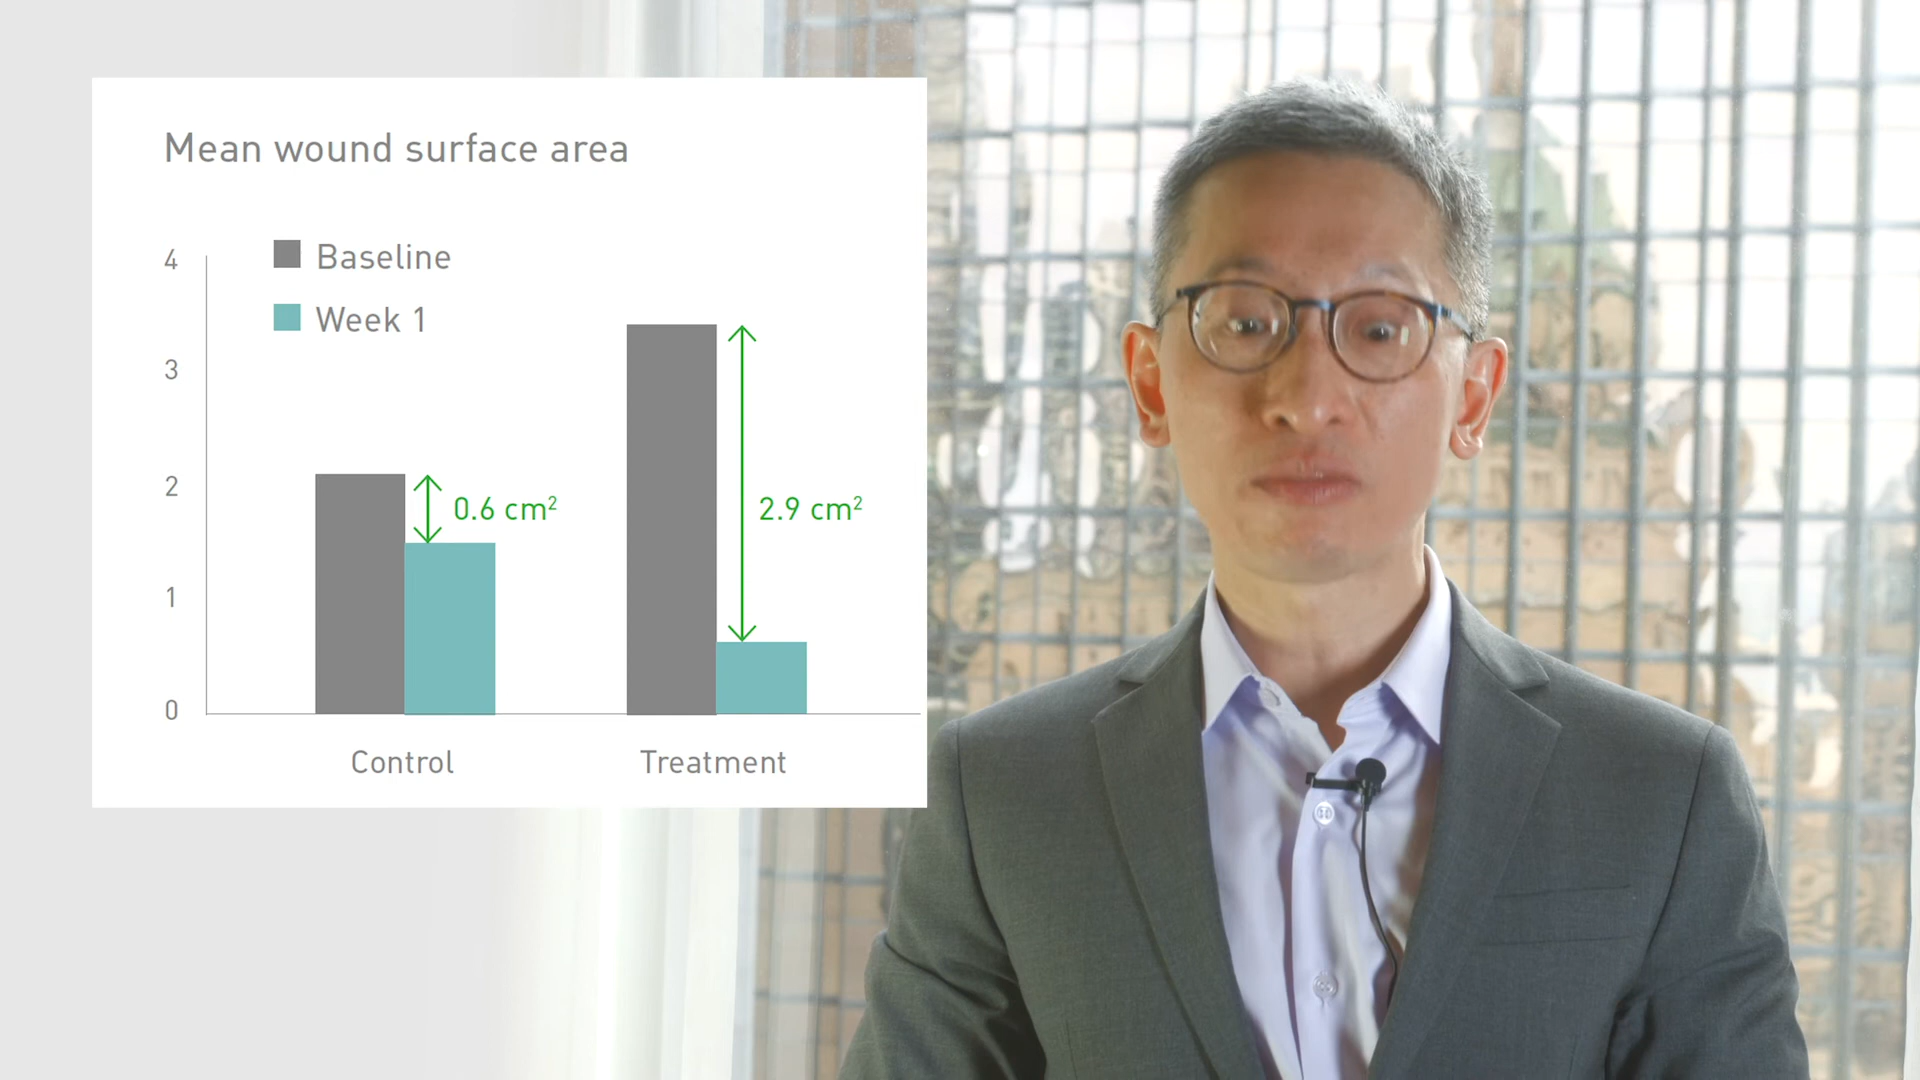 Mean wound surface area
Baseline
Week 1
4
3
2
1
0
0.6 cm²
2.9 cm²
Control
Treatment